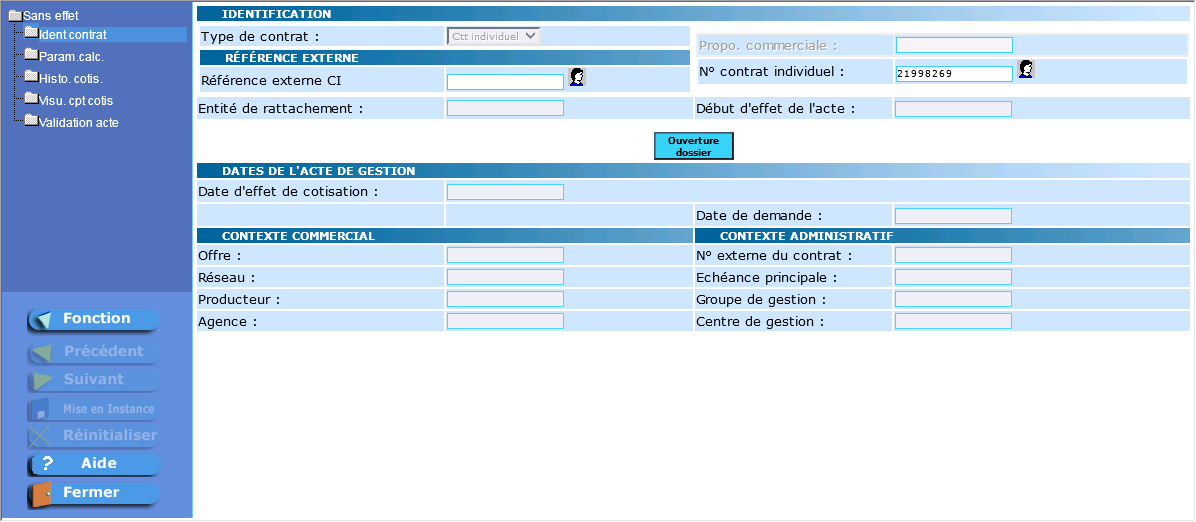 Sans effet
Ident contrat
Param.calc.
Histo. cotis.
Visu. cpt cotis
Validation acte
Fonction
Précédent
Suivant
Mise en Instance
Réinitialiser
? Aide
Fermer
IDENTIFICATION
Type de contrat : Ctt individuel
Propo. commerciale :
RÉFÉRENCE EXTERNE
Référence externe CI
N° contrat individuel : 21998269
Entité de rattachement : Début d'effet de l'acte :
Ouverture
dossier
DATES DE L'ACTE DE GESTION
Date d'effet de cotisation :
Date de demande :
CONTEXTE COMMERCIAL CONTEXTE ADMINISTRATIF
Offre : N° externe du contrat :
Réseau : Echéance principale :
Producteur : Groupe de gestion :
Agence : Centre de gestion :